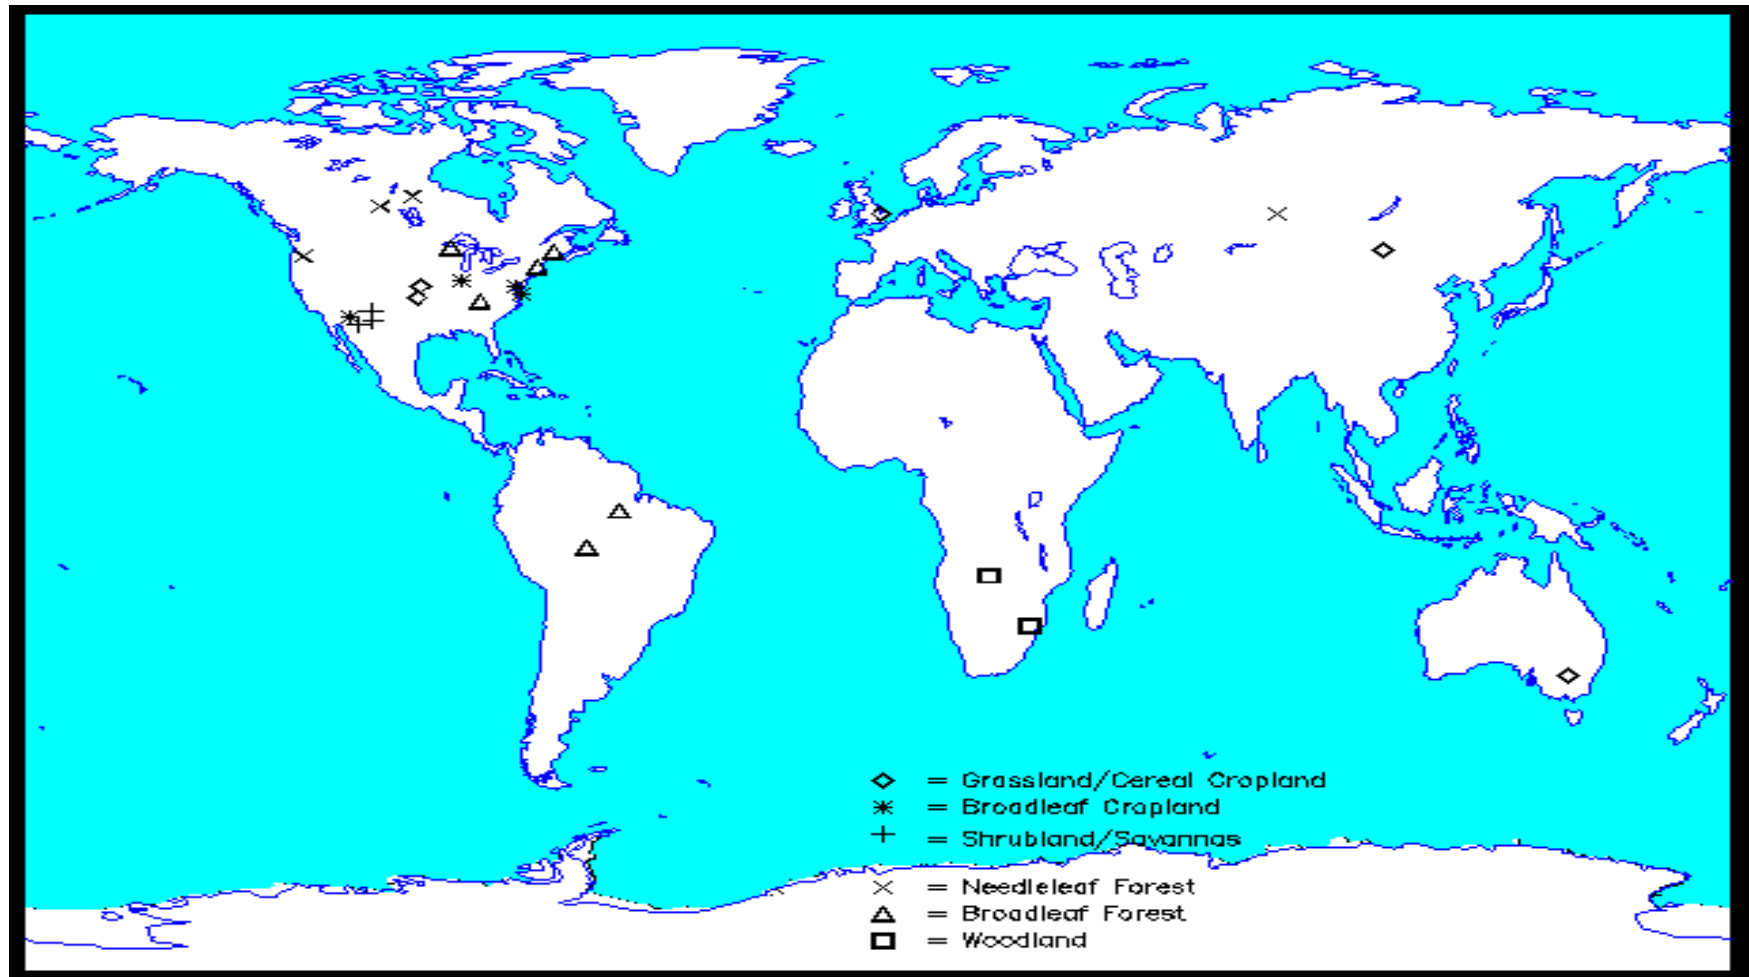 = Grassland/Cereal Cropland
= Broadleaf Cropland
= Shrubland/Savannas
= Needleleaf Forest
= Broadleaf Forest
= Woodland